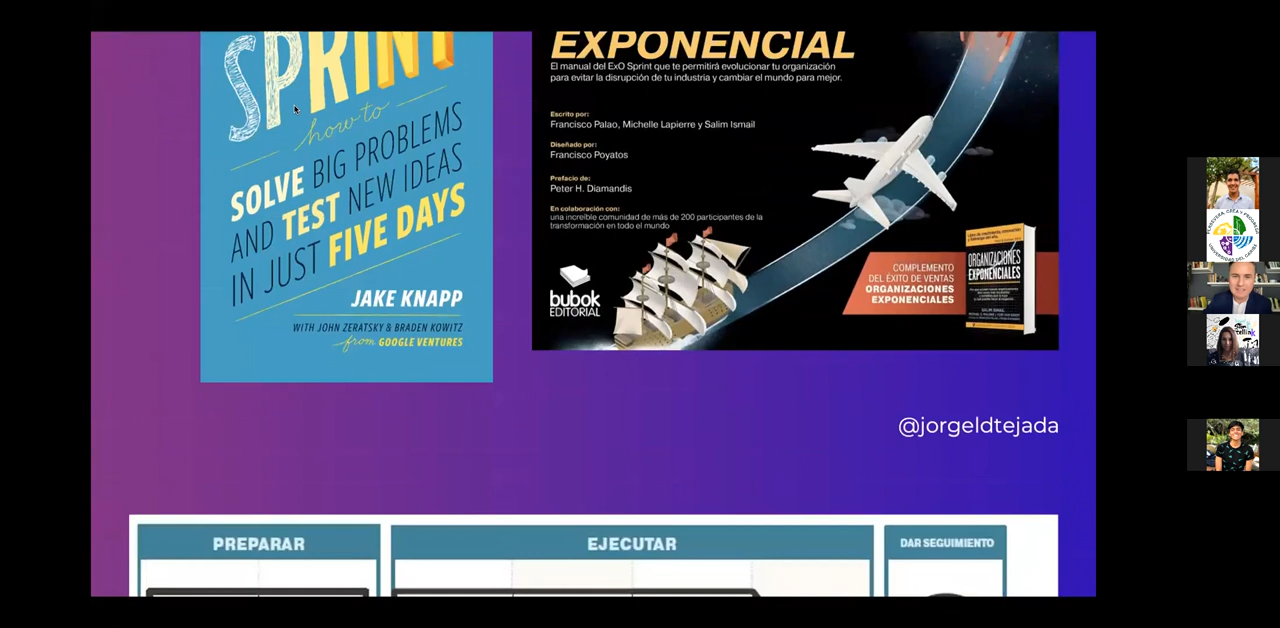 SPRINT
how to
SOLVE BIG PROBLEMS
AND TEST NEW IDEAS
IN JUST FIVE DAYS
JAKE KNAPP
WITH JOHN ZERATSKY & BRADEN KOWITZ
from GOOGLE VENTURES
EXPONENCIAL
El manual del ExO Sprint que te permitirá evolucionar tu organización
para evitar la disrupción de tu industria y cambiar el mundo para mejor.
Escrito por:
Francisco Palao, Michelle Lapierre y Salim Ismail
Diseñado por:
Francisco Poyatos
Prefacio de:
Peter H. Diamandis
En colaboración con:
una increíble comunidad de más de 200 participantes de la
transformación en todo el mundo
bubok
EDITORIAL
COMPLEMENTO
DEL ÉXITO DE VENTAS
ORGANIZACIONES
EXPONENCIALES
ORGANIZACIONES
EXPONENCIALES
@jorgeldtejada
PREPARAR
EJECUTAR
DAR SEGUIMIENTO